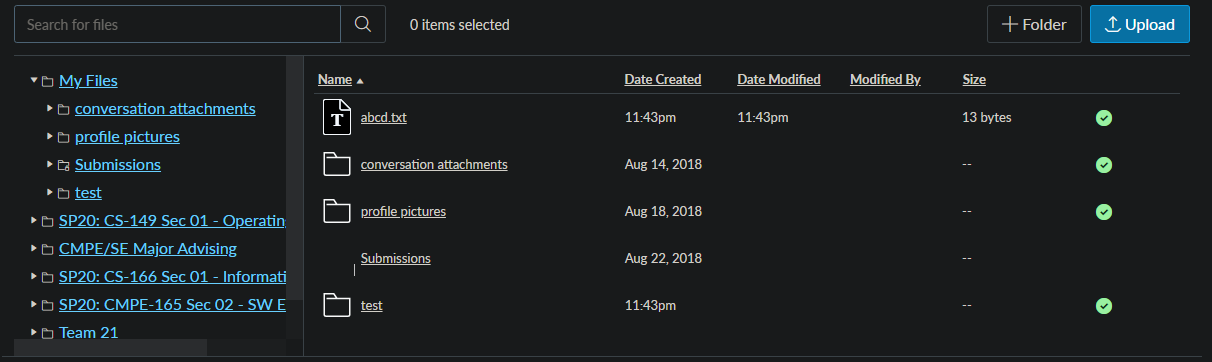 Search for files
0 items selected
Folder
Upload
My Files
conversation attachments
profile pictures
Submissions
test
SP20: CS-149 Sec 01 - Operating
CMPE/SE Major Advising
SP20: CS-166 Sec 01 - Informati
SP20: CMPE-165 Sec 02 - SW E
Team 21
Name Date Created Date Modified Modified By Size
T abcd.txt 11:43pm 11:43pm 13 bytes
conversation attachments Aug 14, 2018 --
profile pictures Aug 18, 2018 --
Submissions Aug 22, 2018 --
test 11:43pm --